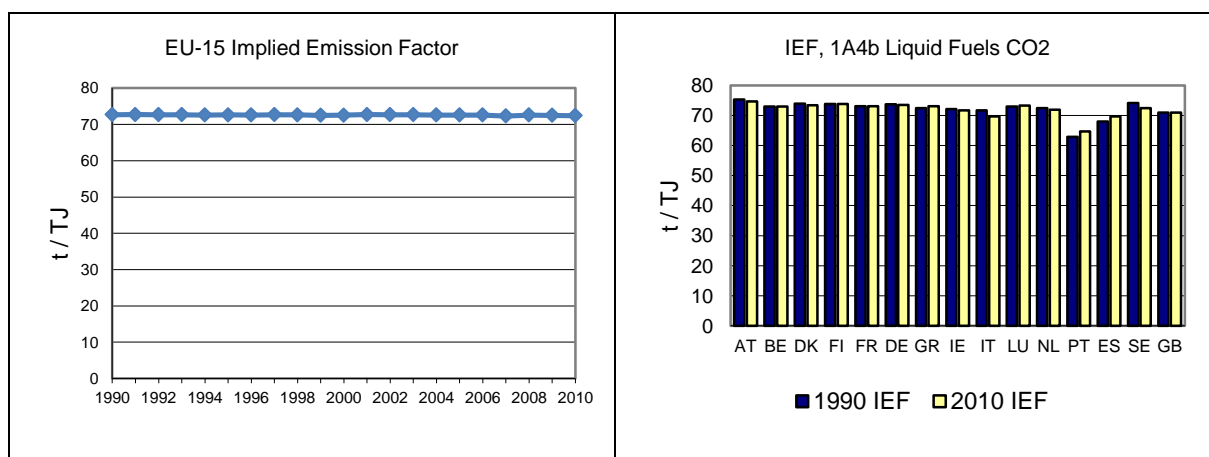 EU-15 Implied Emission Factor
80
70
60
50
40
30
20
10
0
t / TJ
1990 1992 1994 1996 1998 2000 2002 2004 2006 2008 2010
IEF, 1A4b Liquid Fuels CO2
80
70
60
50
40
30
20
10
0
t / TJ
AT BE DK FI FR DE GR IE IT LU NL PT ES SE GB
1990 IEF 2010 IEF